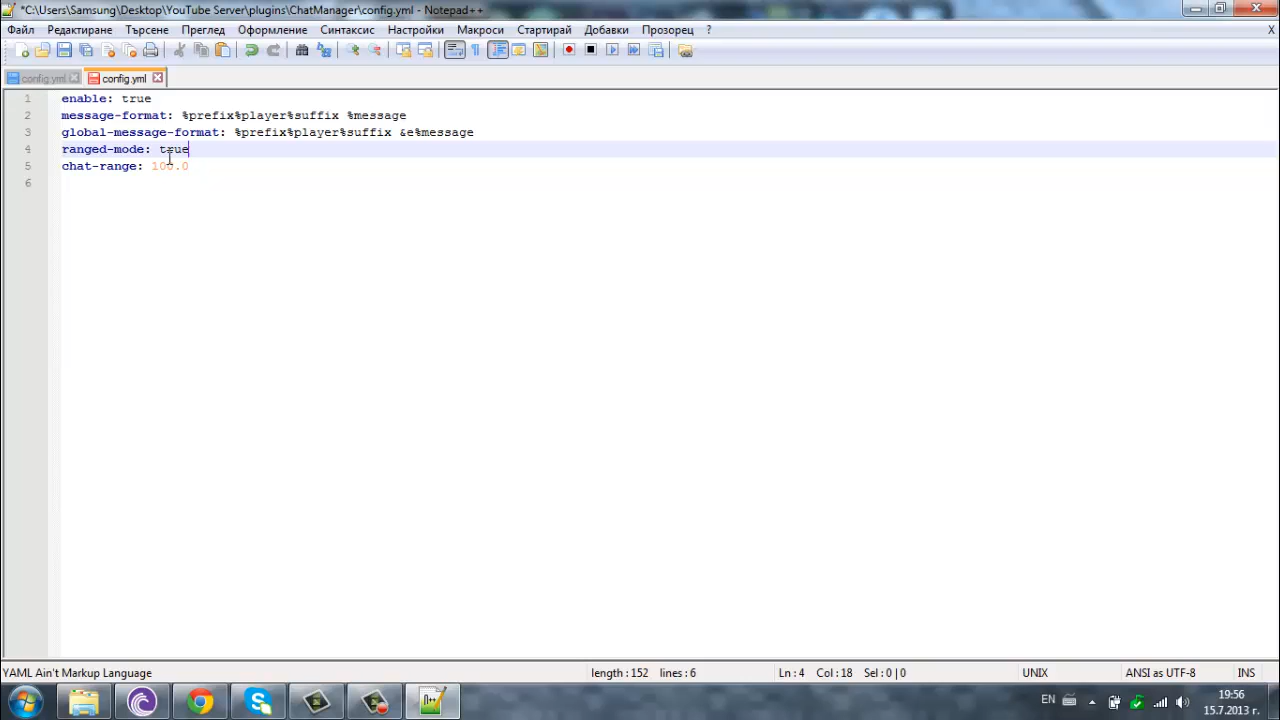 *C:\Users\Samsung\Desktop\YouTube Server\plugins\ChatManager\config.yml - Notepad++
Файл Редактиране Търсене Преглед Оформление Синтаксис Настройки Макроси Стартирай Добавки Прозорец ? X
config.yml config.yml
1 enable: true
2 message-format: %prefix%player%suffix %message
3 global-message-format: %prefix%player%suffix &e%message
4 ranged-mode: true
5 chat-range: 100.0
6
YAML Ain't Markup Language length : 152 lines : 6 Ln : 4 Col : 18 Sel : 0 | 0 UNIX ANSI as UTF-8 INS
EN 19:56
15.7.2013 г.